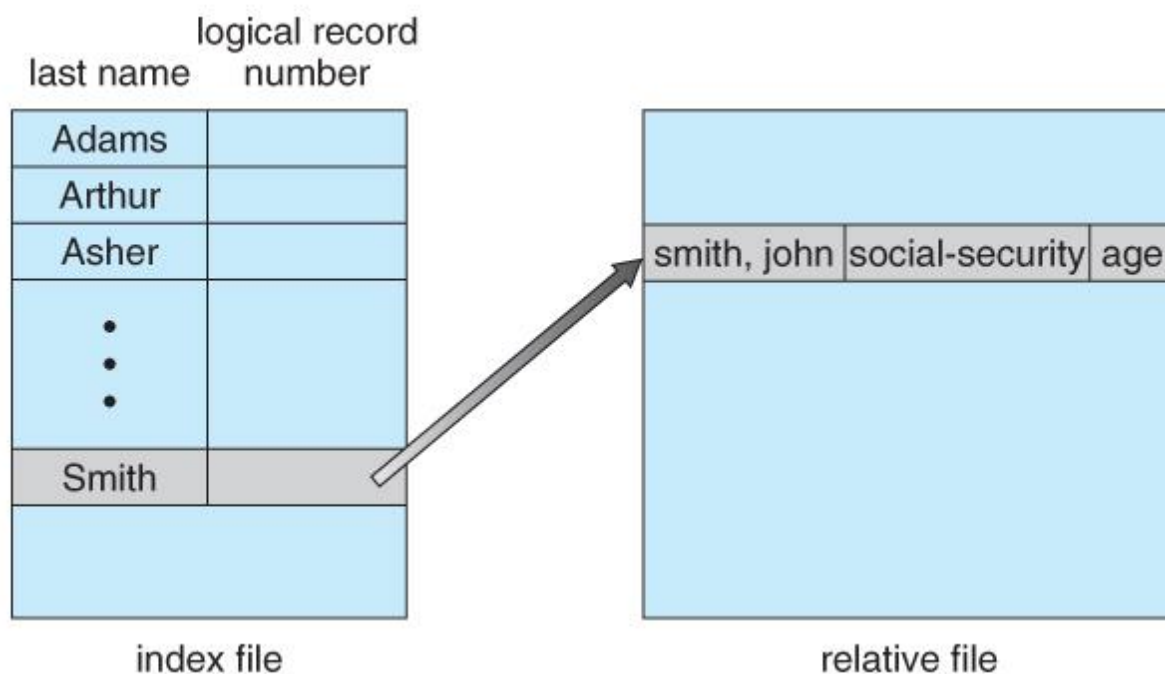 logical record
last name number
Adams
Arthur
Asher
Smith
smith, john social-security age
index file relative file